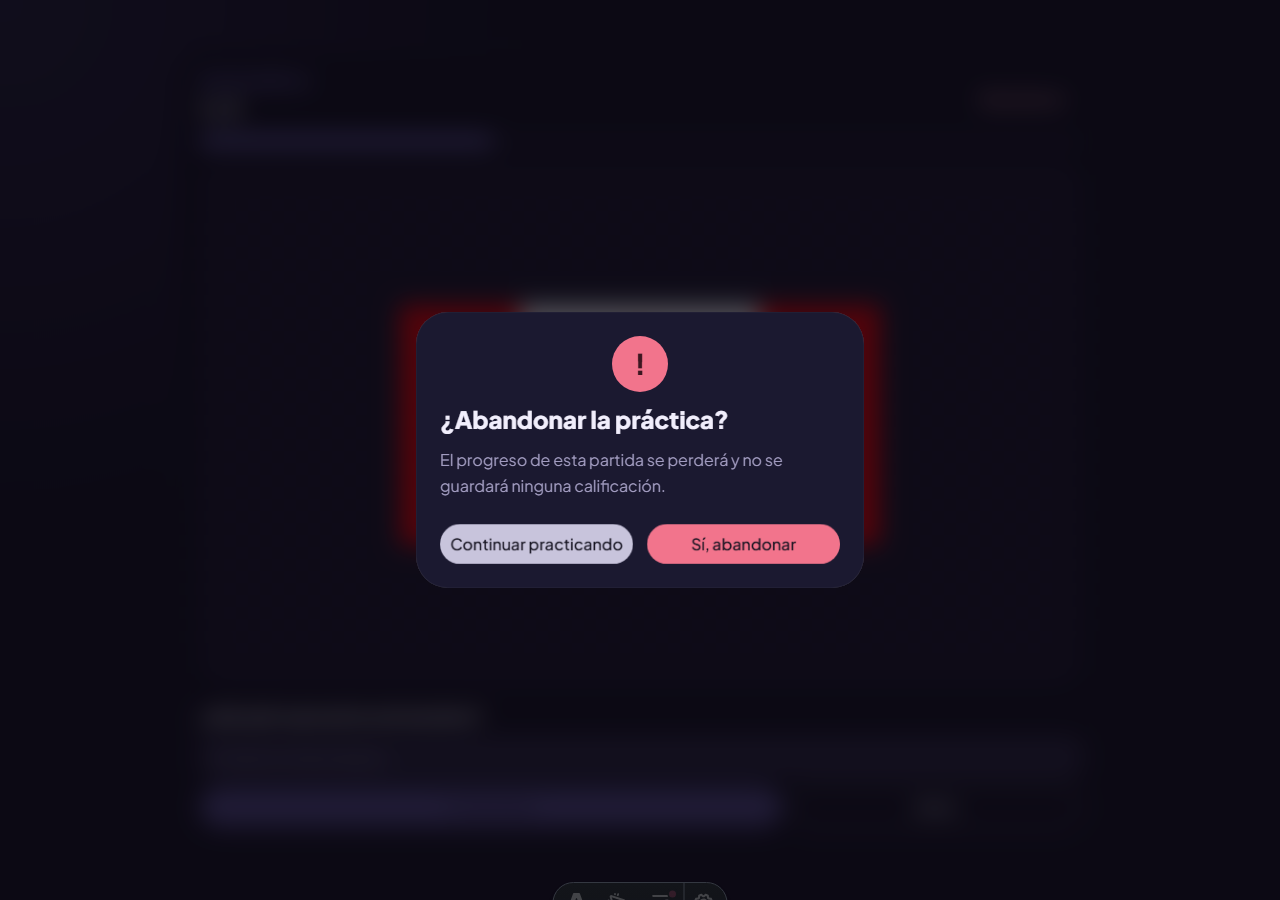 !
¿Abandonar la práctica?
El progreso de esta partida se perderá y no se
guardará ninguna calificación.
Continuar practicando
Sí, abandonar